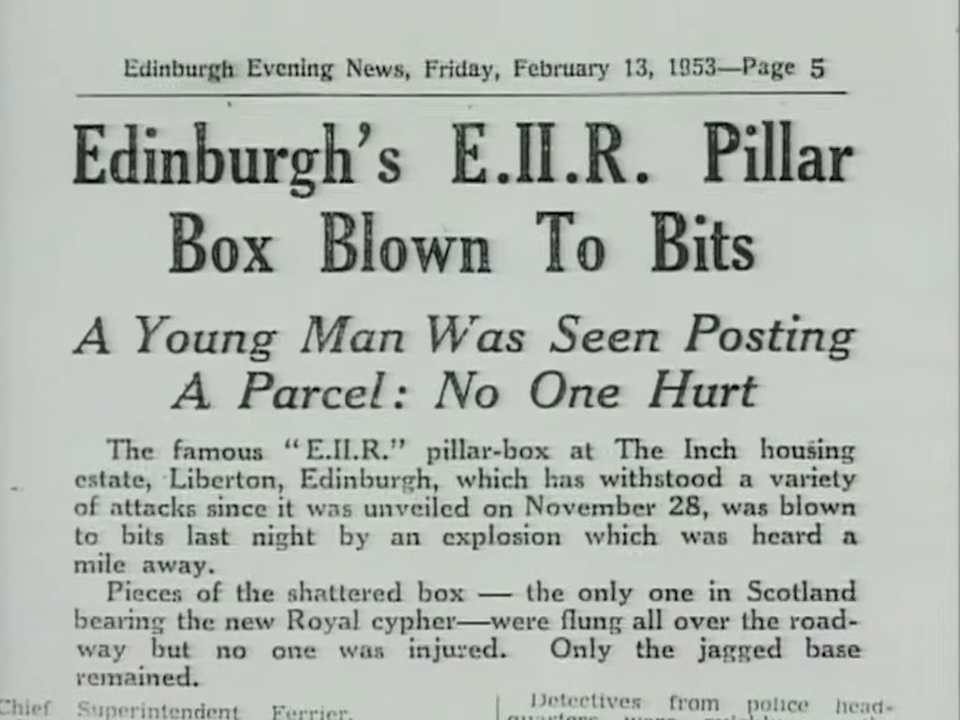 Edinburgh Evening News, Friday, February 13, 1953—Page 5
Edinburgh's E.II.R. Pillar
Box Blown To Bits
A Young Man Was Seen Posting
A Parcel: No One Hurt
The famous "E.II.R." pillar-box at The Inch housing
estate, Liberton, Edinburgh, which has withstood a variety
of attacks since it was unveiled on November 28, was blown
to bits last night by an explosion which was heard a
mile away.
Pieces of the shattered box — the only one in Scotland
bearing the new Royal cypher—were flung all over the road-
way but no one was injured. Only the jagged base
remained.
Chief Superintendent Ferrier,
Detectives from police head-